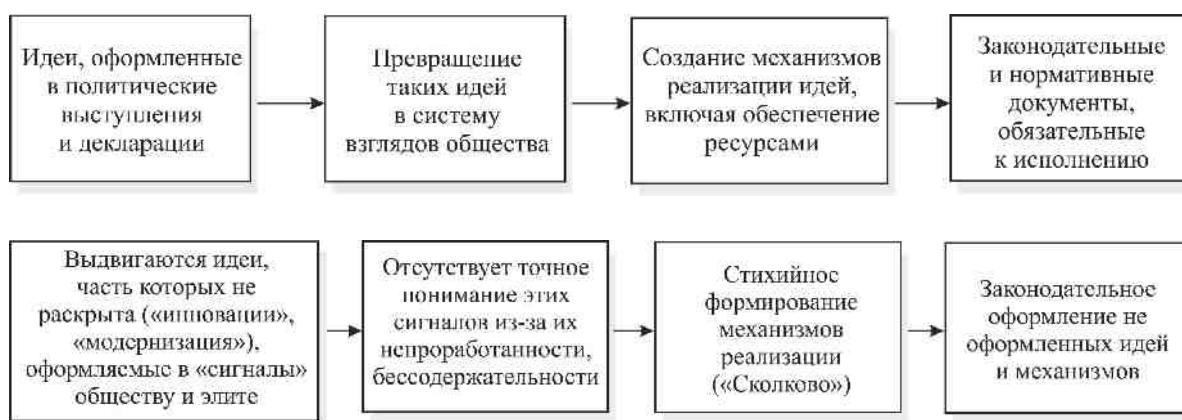 Идеи, оформленные
в политические
выступления
и декларации
Превращение
таких идей
в систему
взглядов общества
Создание механизмов
реализации идей,
включая обеспечение
ресурсами
Законодательные
и нормативные
документы,
обязательные
к исполнению
Выдвигаются идеи,
часть которых не
раскрыта («инновации»,
«модернизация»),
оформляемые в «сигналы»
обществу и элите
Отсутствует точное
понимание этих
сигналов из-за их
непроработанности,
бессодержательности
Стихийное
формирование
механизмов
реализации
(«Сколково»)
Законодательное
оформление не
оформленных идей
и механизмов